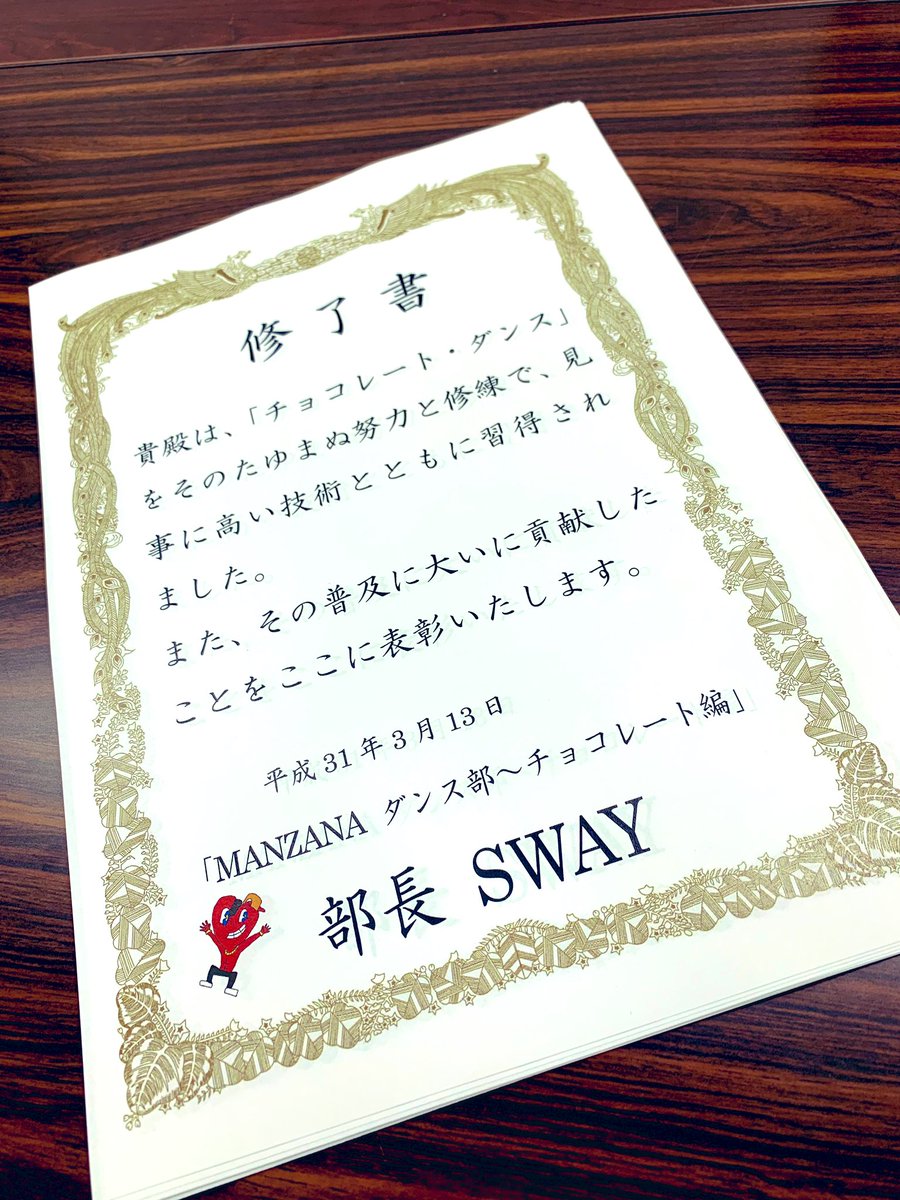 修了書
貴殿は、「チョコレート・ダンス」
をそのたゆまぬ努力と修練で、見
事に高い技術とともに習得され
ました。
また、その普及に大いに貢献した
ことをここに表彰いたします。
平成 31 年 3 月 13 日
「MANZANA ダンス部～チョコレート編」
部長 SWAY